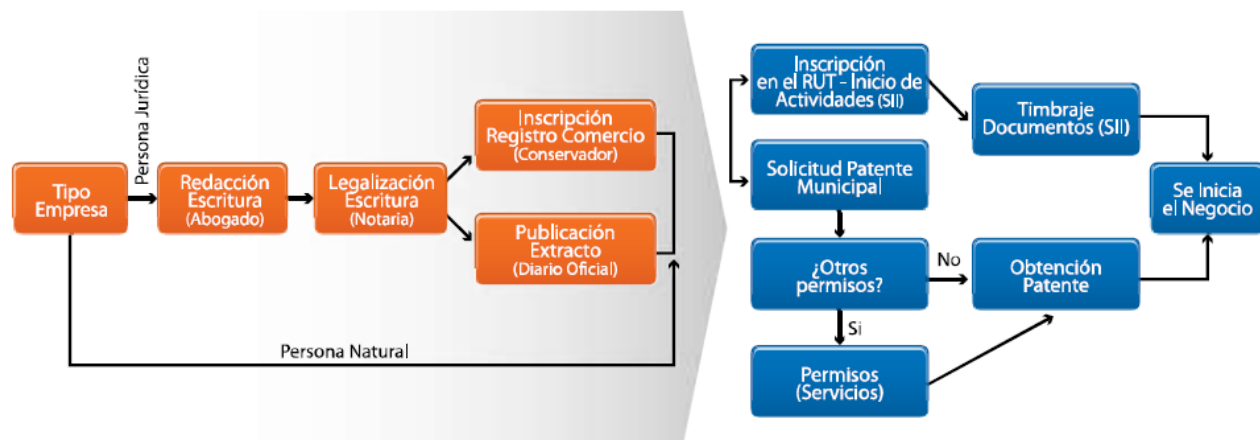 Tipo
Empresa
Persona Jurídica
Redacción
Escritura
(Abogado)
Legalización
Escritura
(Notaria)
Inscripción
Registro Comercio
(Conservador)
Publicación
Extracto
(Diario Oficial)
Persona Natural
Inscripción
en el RUT - Inicio de
Actividades (SII)
Solicitud Patente
Municipal
¿Otros
permisos?
No
Si
Permisos
(Servicios)
Timbraje
Documentos (SII)
Obtención
Patente
Se Inicia
el Negocio